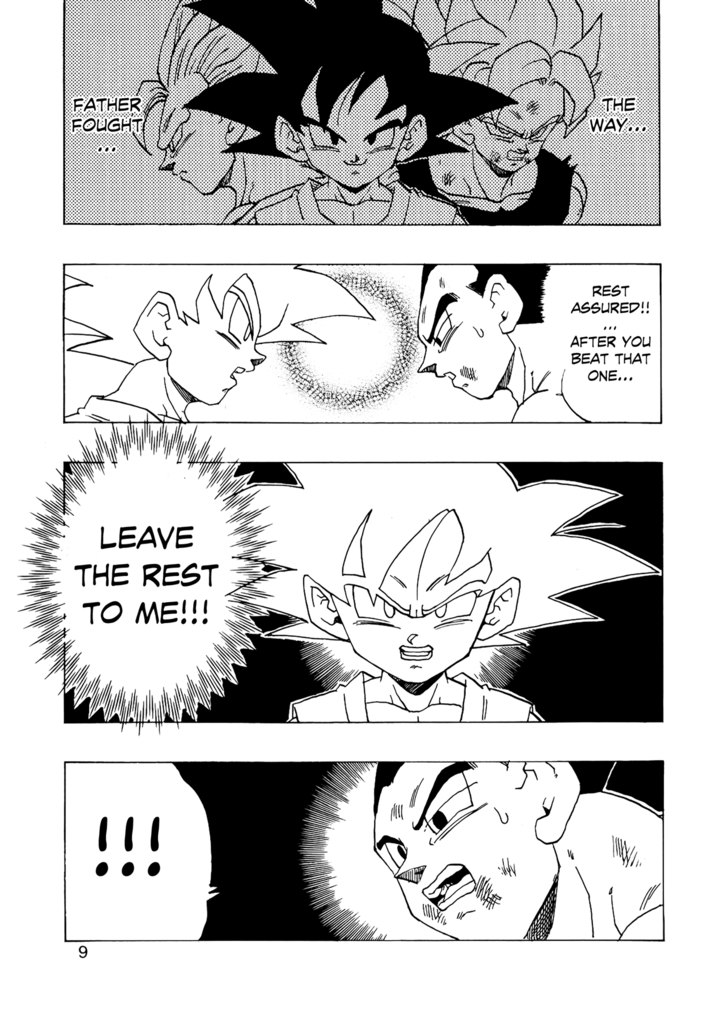 FATHER
FOUGHT
...
THE
WAY...
REST
ASSURED!!
...
AFTER YOU
BEAT THAT
ONE...
LEAVE
THE REST
TO ME!!!
!!!
9